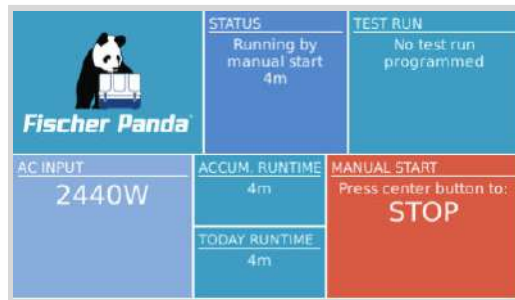 Fischer Panda
STATUS
Running by
manual start
4m
TEST RUN
No test run
programmed
AC INPUT
2440W
ACCUM. RUNTIME
4m
TODAY RUNTIME
4m
MANUAL START
Press center button to:
STOP